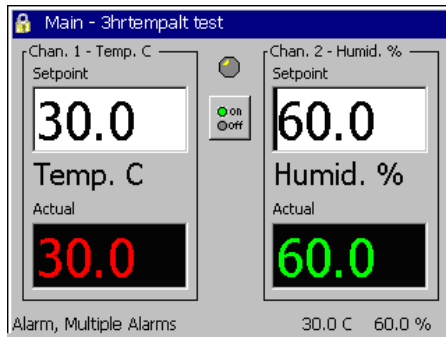 Main - 3hrtempalt test
Chan. 1 - Temp. C
Setpoint
30.0
Temp. C
Actual
30.0
on
off
Chan. 2 - Humid. %
Setpoint
60.0
Humid. %
Actual
60.0
Alarm, Multiple Alarms
30.0 C 60.0 %